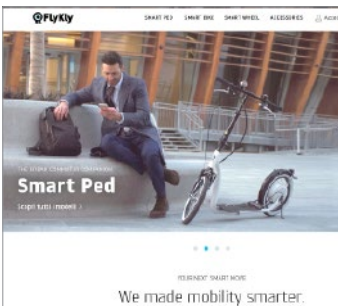 FlyKly
SMART PED SMART BIKE SMART WHEEL ACCESSORIES
Smart Ped
Scopri tutti i modelli
YOUR NEXT SMART MOVE
We made mobility smarter.